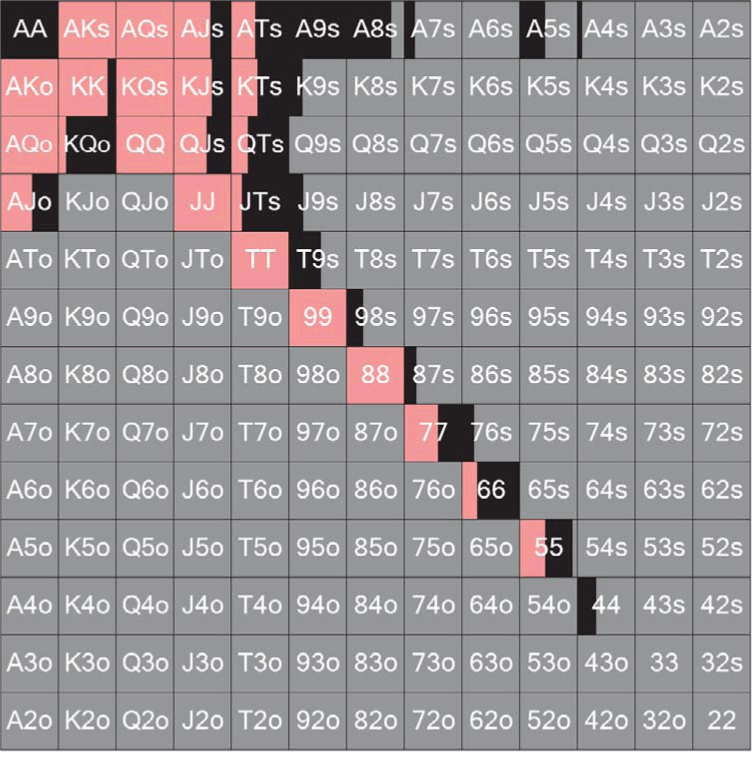 AA AKs AQs AJs ATs A9s A8s A7s A6s A5s A4s A3s A2s
AKo KK KQs KJs KTs K9s K8s K7s K6s K5s K4s K3s K2s
AQo KQo QQ QJs QTs Q9s Q8s Q7s Q6s Q5s Q4s Q3s Q2s
AJo KJo QJo JJ JTs J9s J8s J7s J6s J5s J4s J3s J2s
ATo KTo QTo JTo TT T9s T8s T7s T6s T5s T4s T3s T2s
A9o K9o Q9o J9o T9o 99 98s 97s 96s 95s 94s 93s 92s
A8o K8o Q8o J8o T8o 98o 88 87s 86s 85s 84s 83s 82s
A7o K7o Q7o J7o T7o 97o 87o 77 76s 75s 74s 73s 72s
A6o K6o Q6o J6o T6o 96o 86o 76o 66 65s 64s 63s 62s
A5o K5o Q5o J5o T5o 95o 85o 75o 65o 55 54s 53s 52s
A4o K4o Q4o J4o T4o 94o 84o 74o 64o 54o 44 43s 42s
A3o K3o Q3o J3o T3o 93o 83o 73o 63o 53o 43o 33 32s
A2o K2o Q2o J2o T2o 92o 82o 72o 62o 52o 42o 32o 22